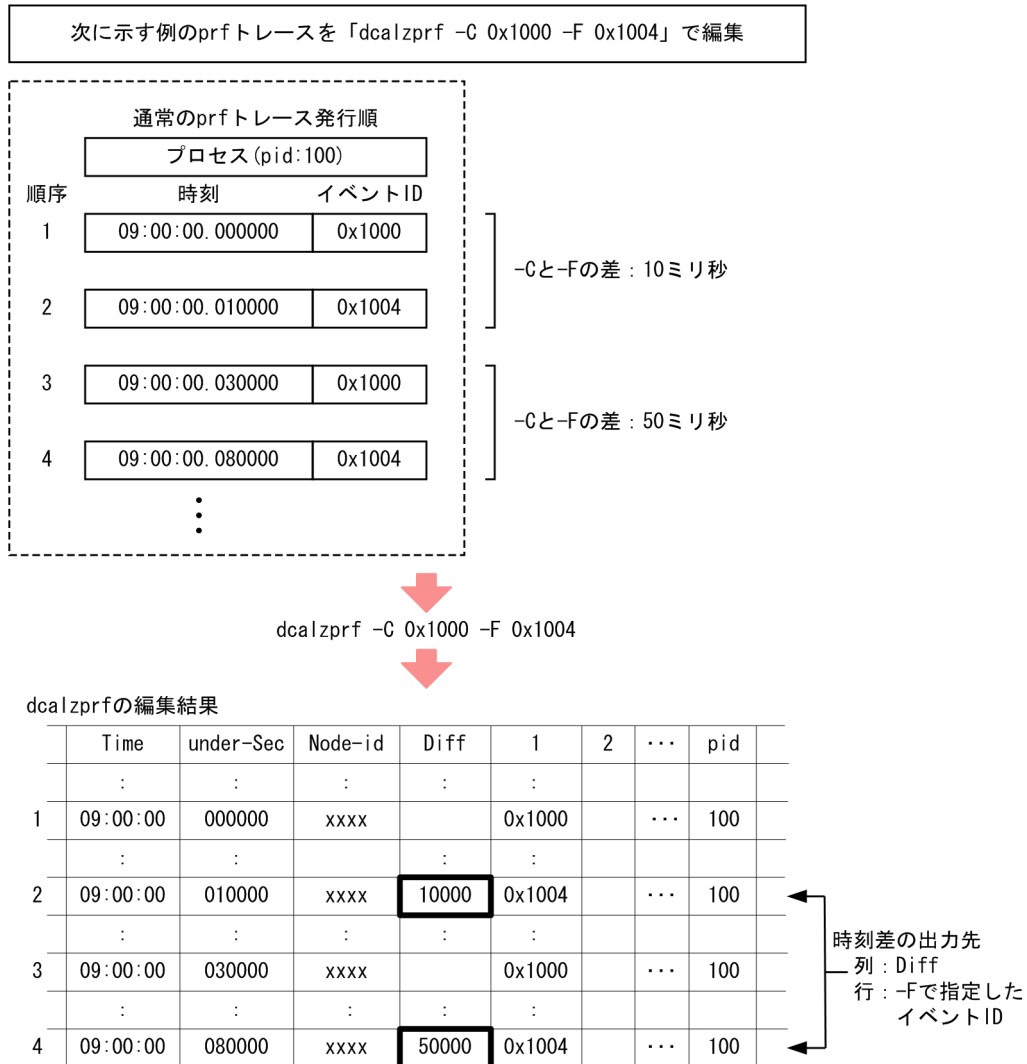 次に示す例のprfトレースを「dcalzprf -C 0x1000 -F 0x1004」で編集
通常のprfトレース発行順
プロセス(pid:100)
順序 時刻 イベントID
1 09:00:00.000000 0x1000
-Cと-Fの差：10ミリ秒
2 09:00:00.010000 0x1004
3 09:00:00.030000 0x1000
-Cと-Fの差：50ミリ秒
4 09:00:00.080000 0x1004
⋮
dcalzprf -C 0x1000 -F 0x1004
dcalzprfの編集結果
Time under-Sec Node-id Diff 1 2 ･･･ pid
: : : : :
1 09:00:00 000000 xxxx 0x1000 ･･･ 100
: : : :
2 09:00:00 010000 xxxx 10000 0x1004 ･･･ 100
: : : : :
3 09:00:00 030000 xxxx 0x1000 ･･･ 100
: : : : :
4 09:00:00 080000 xxxx 50000 0x1004 ･･･ 100
時刻差の出力先
列：Diff
行：-Fで指定した
イベントID